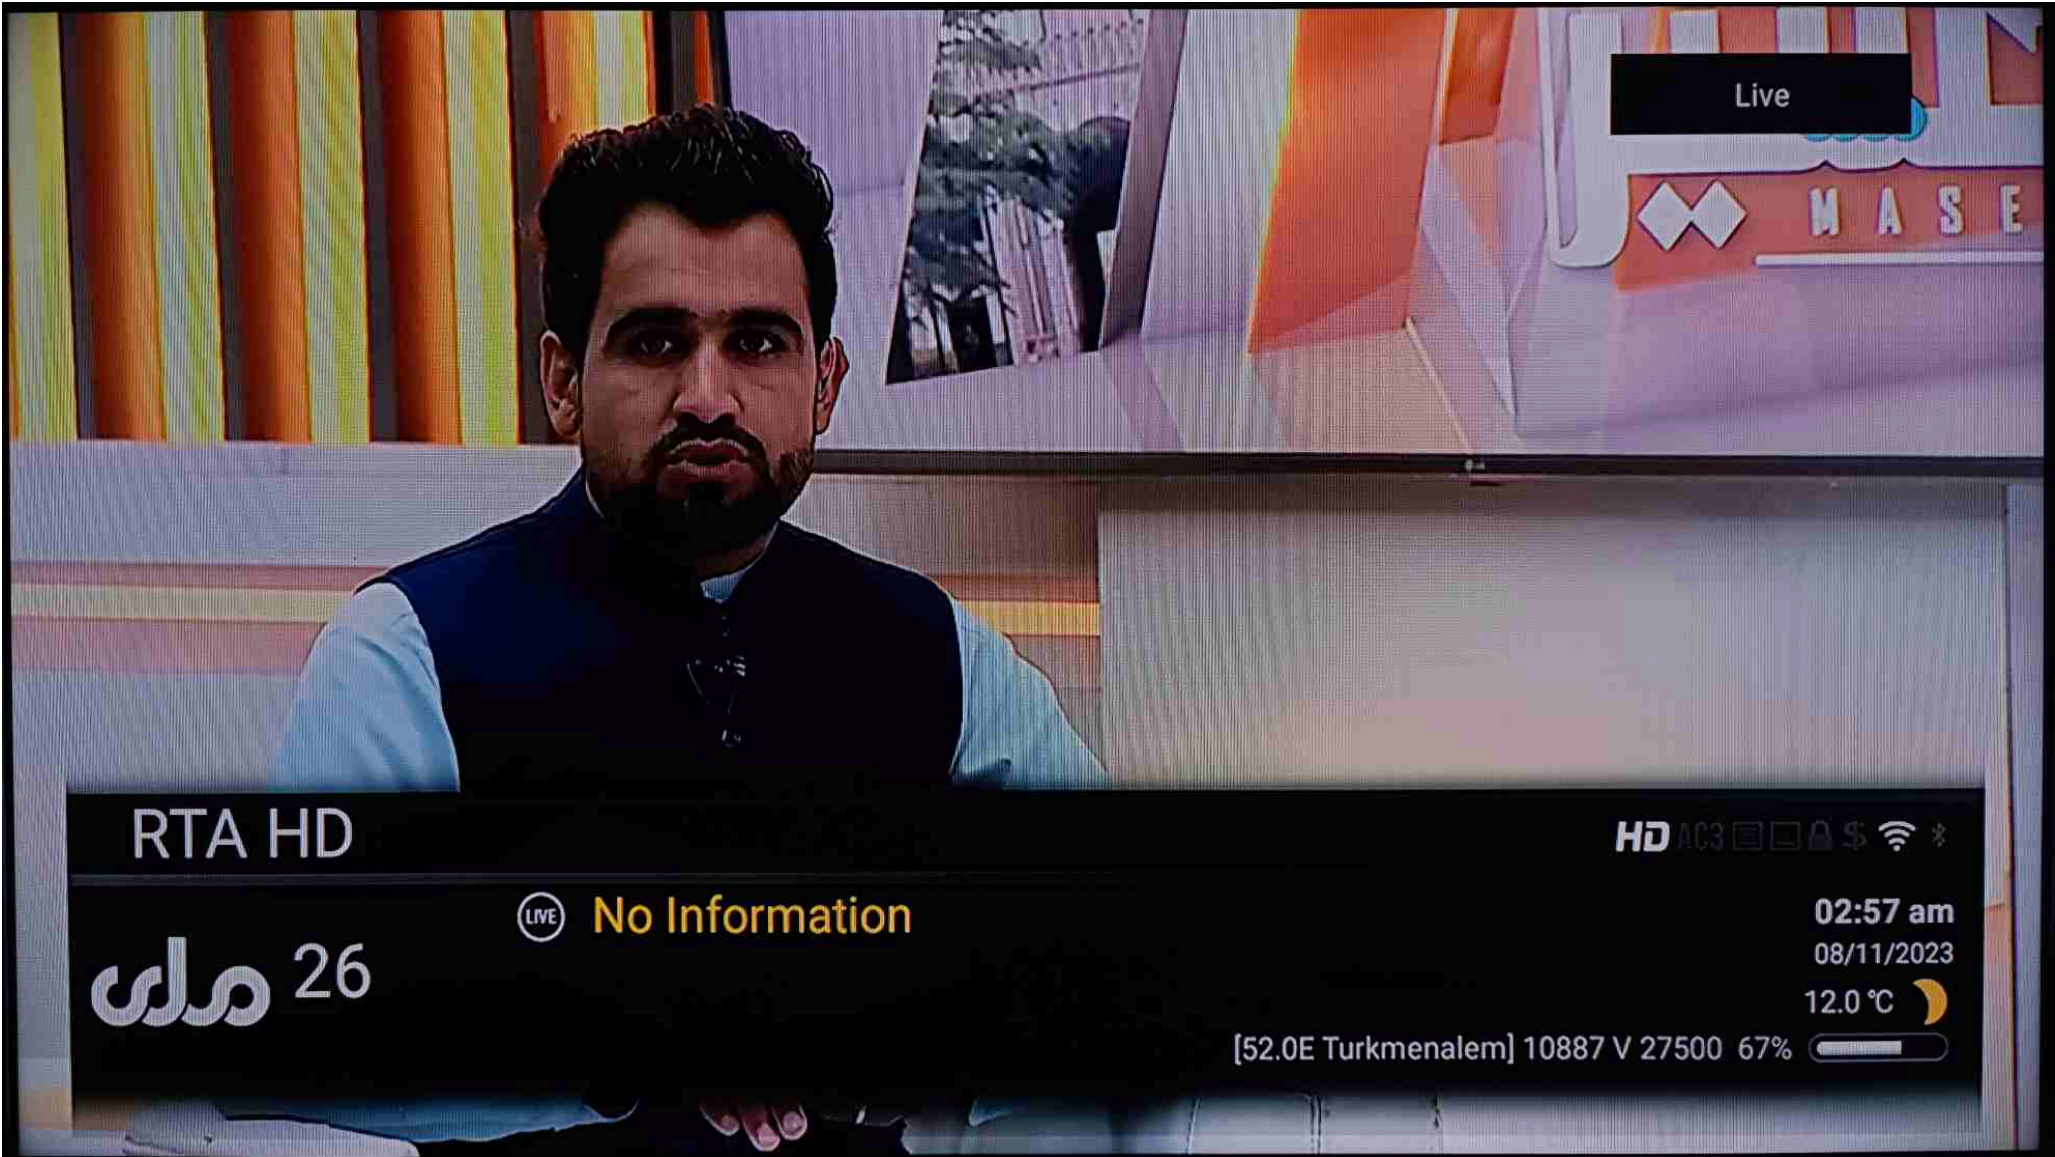 Live
MASE
RTA HD
HD AC3 $
LIVE No Information
02:57 am
ملی 26
08/11/2023
12.0 °C
[52.0E Turkmenalem] 10887 V 27500 67%